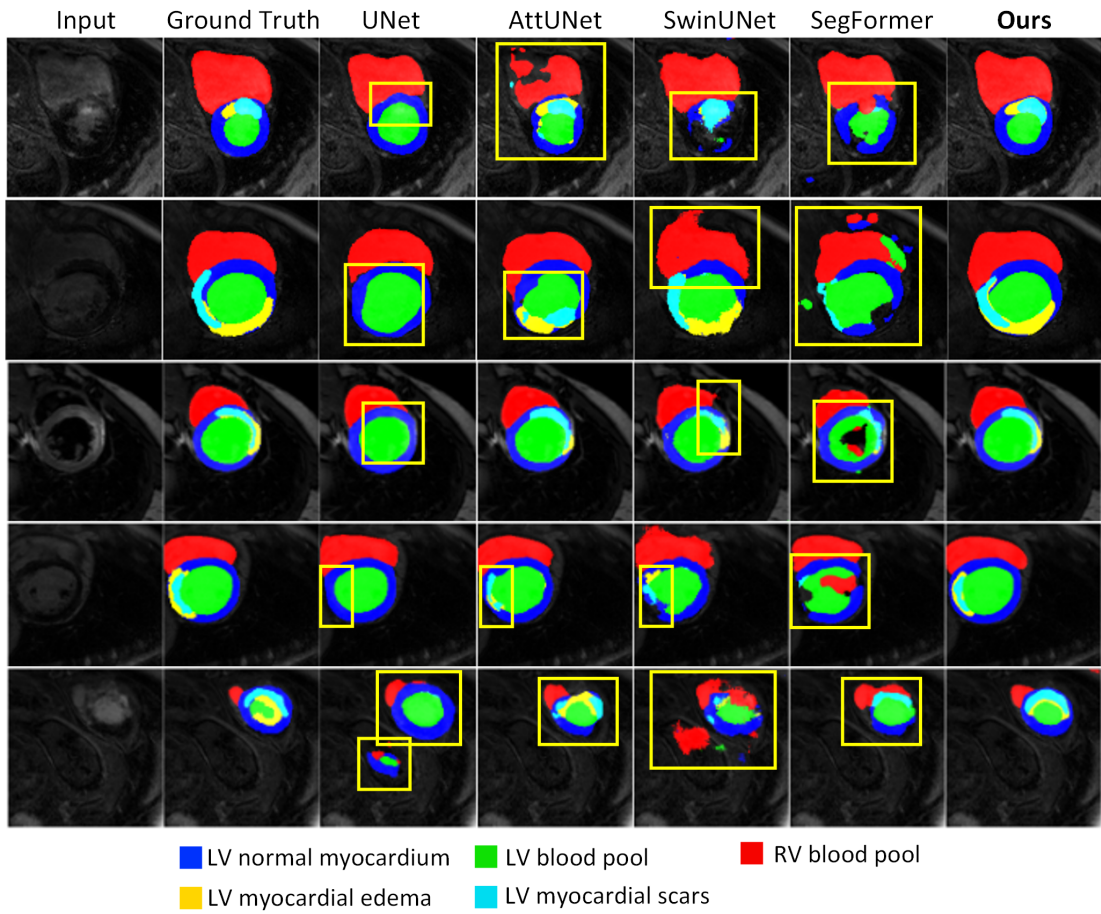 Input Ground Truth UNet AttUNet SwinUNet SegFormer Ours
LV normal myocardium LV blood pool RV blood pool
LV myocardial edema LV myocardial scars